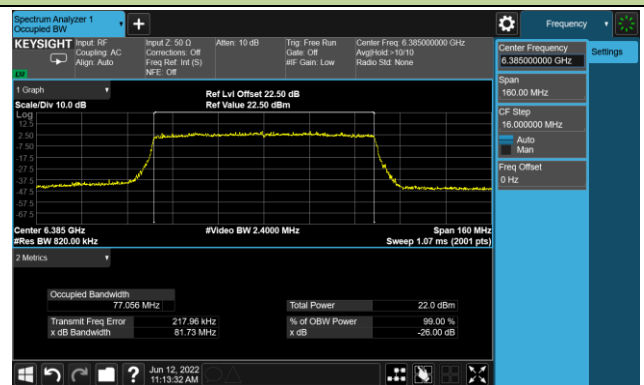 Spectrum Analyzer 1
Occupied BW
Frequency
KEYSIGHT
Input: RF
Coupling: AC
Align: Auto
Input Z: 50 Ω
Corrections: Off
Freq Ref: Int (S)
NFE: Off
Atten: 10 dB
Trig: Free Run
Gate: Off
#IF Gain: Low
Center Freq: 6.385000000 GHz
Avg|Hold:>10/10
Radio Std: None
Center Frequency
6.385000000 GHz
Settings
Span
160.00 MHz
CF Step
16.000000 MHz
Auto
Man
Freq Offset
0 Hz
1 Graph
Scale/Div 10.0 dB
Ref Lvl Offset 22.50 dB
Ref Value 22.50 dBm
Log
12.5
2.50
-7.50
-17.5
-27.5
-37.5
-47.5
-57.5
-67.5
Center 6.385 GHz
#Res BW 820.00 kHz
#Video BW 2.4000 MHz
Span 160 MHz
Sweep 1.07 ms (2001 pts)
2 Metrics
Occupied Bandwidth
77.056 MHz
Total Power 22.0 dBm
Transmit Freq Error 217.96 kHz
% of OBW Power 99.00 %
x dB Bandwidth 81.73 MHz
x dB -26.00 dB
?
Jun 12, 2022
11:13:32 AM